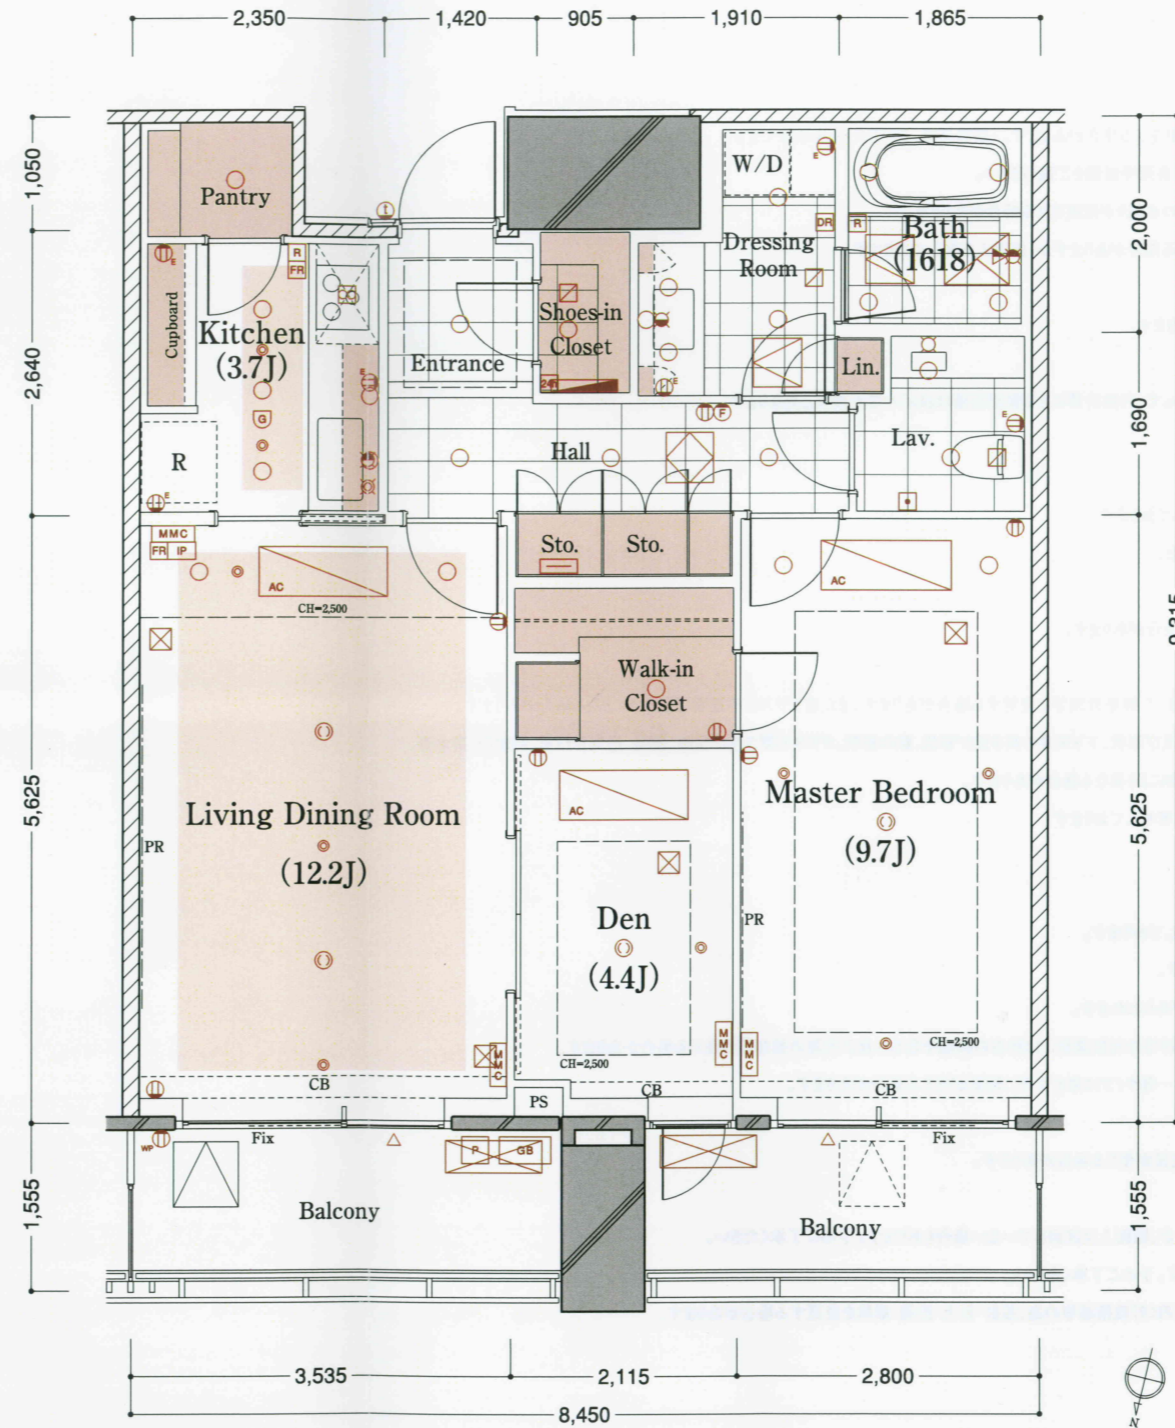 2,350 1,420 905 1,910 1,865
1,050
2,640
5,625
1,555
2,000
1,690
5,625
1,555
Pantry
W/D
E
t
DR
R
Bath
(1618)
Dressing
Room
E
R
FR
Cupboard
Kitchen
(3.7J)
Entrance
Shoes-in
Closet
24h
E
E
Lin.
G
F
Lav.
E
R
E
Hall
MMC
FR IP
AC
CH=2,500
Sto. Sto.
AC
Walk-in
Closet
AC
Living Dining Room
(12.2J)
PR
Master Bedroom
(9.7J)
PR
Den
(4.4J)
MMC
MMC
MMC
CH=2,500
CH=2,500
CB
CB
CB
PS
Fix
Fix
WP
P GB
Balcony
Balcony
3,535 2,115 2,800
8,450
N